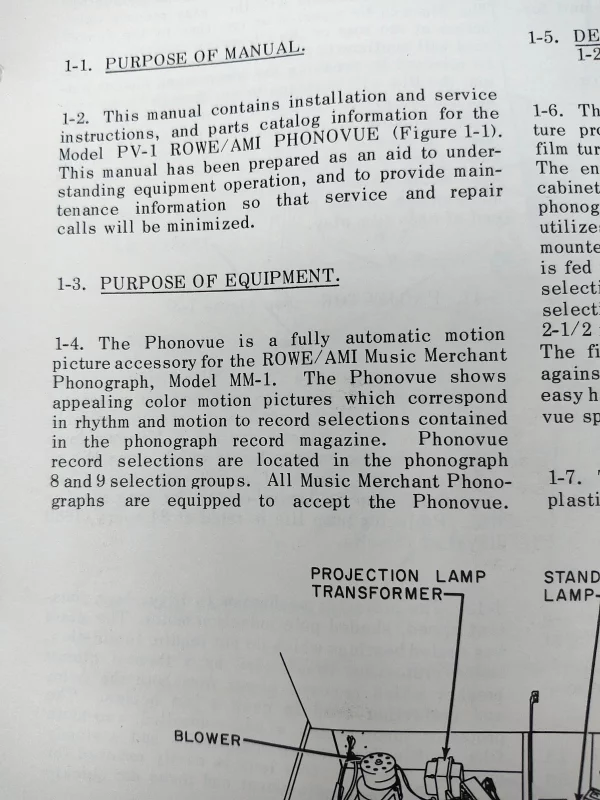 1-1. PURPOSE OF MANUAL.
1-2. This manual contains installation and service
instructions, and parts catalog information for the
Model PV-1 ROWE/AMI PHONOVUE (Figure 1-1).
This manual has been prepared as an aid to under-
standing equipment operation, and to provide main-
tenance information so that service and repair
calls will be minimized.
1-3. PURPOSE OF EQUIPMENT.
1-4. The Phonovue is a fully automatic motion
picture accessory for the ROWE/AMI Music Merchant
Phonograph, Model MM-1. The Phonovue shows
appealing color motion pictures which correspond
in rhythm and motion to record selections contained
in the phonograph record magazine. Phonovue
record selections are located in the phonograph
8 and 9 selection groups. All Music Merchant Phono-
graphs are equipped to accept the Phonovue.
1-5. DE
1-2
1-6. Th
ture pro
film tur
The en
cabinet
phonog
utilize
mounte
is fed
selecti
selecti
2-1/2
The fi
agains
easy h
vue sp
1-7.
plasti
PROJECTION LAMP
TRANSFORMER
STAND
LAMP
BLOWER